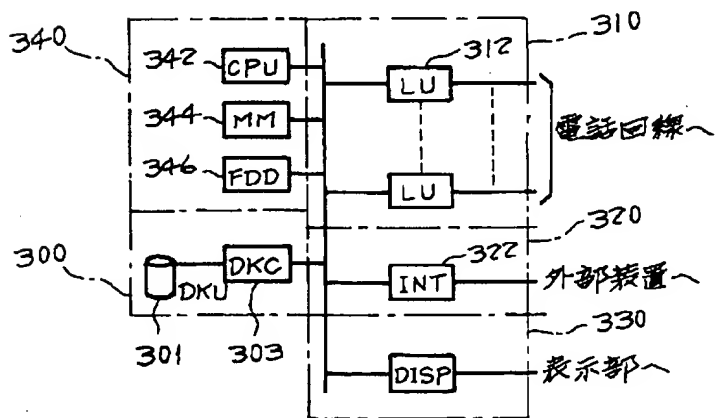 340
342
CPU
312
310
LU
344
MM
電話回線へ
346
FDD
LU
320
300
DKC
322
INT
外部装置へ
DKU
301
303
330
DISP
表示部へ